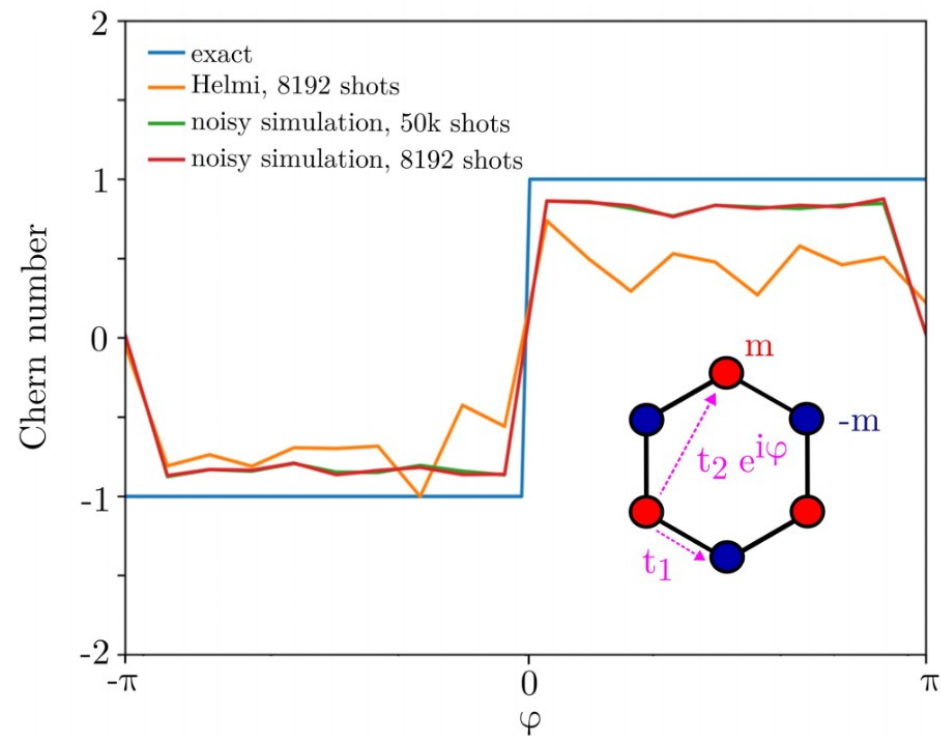 2
exact
Helmi, 8192 shots
noisy simulation, 50k shots
noisy simulation, 8192 shots
1
Chern number
0
m
-m
t₂ e^{iφ}
t₁
-1
-2
-π
0
π
φ